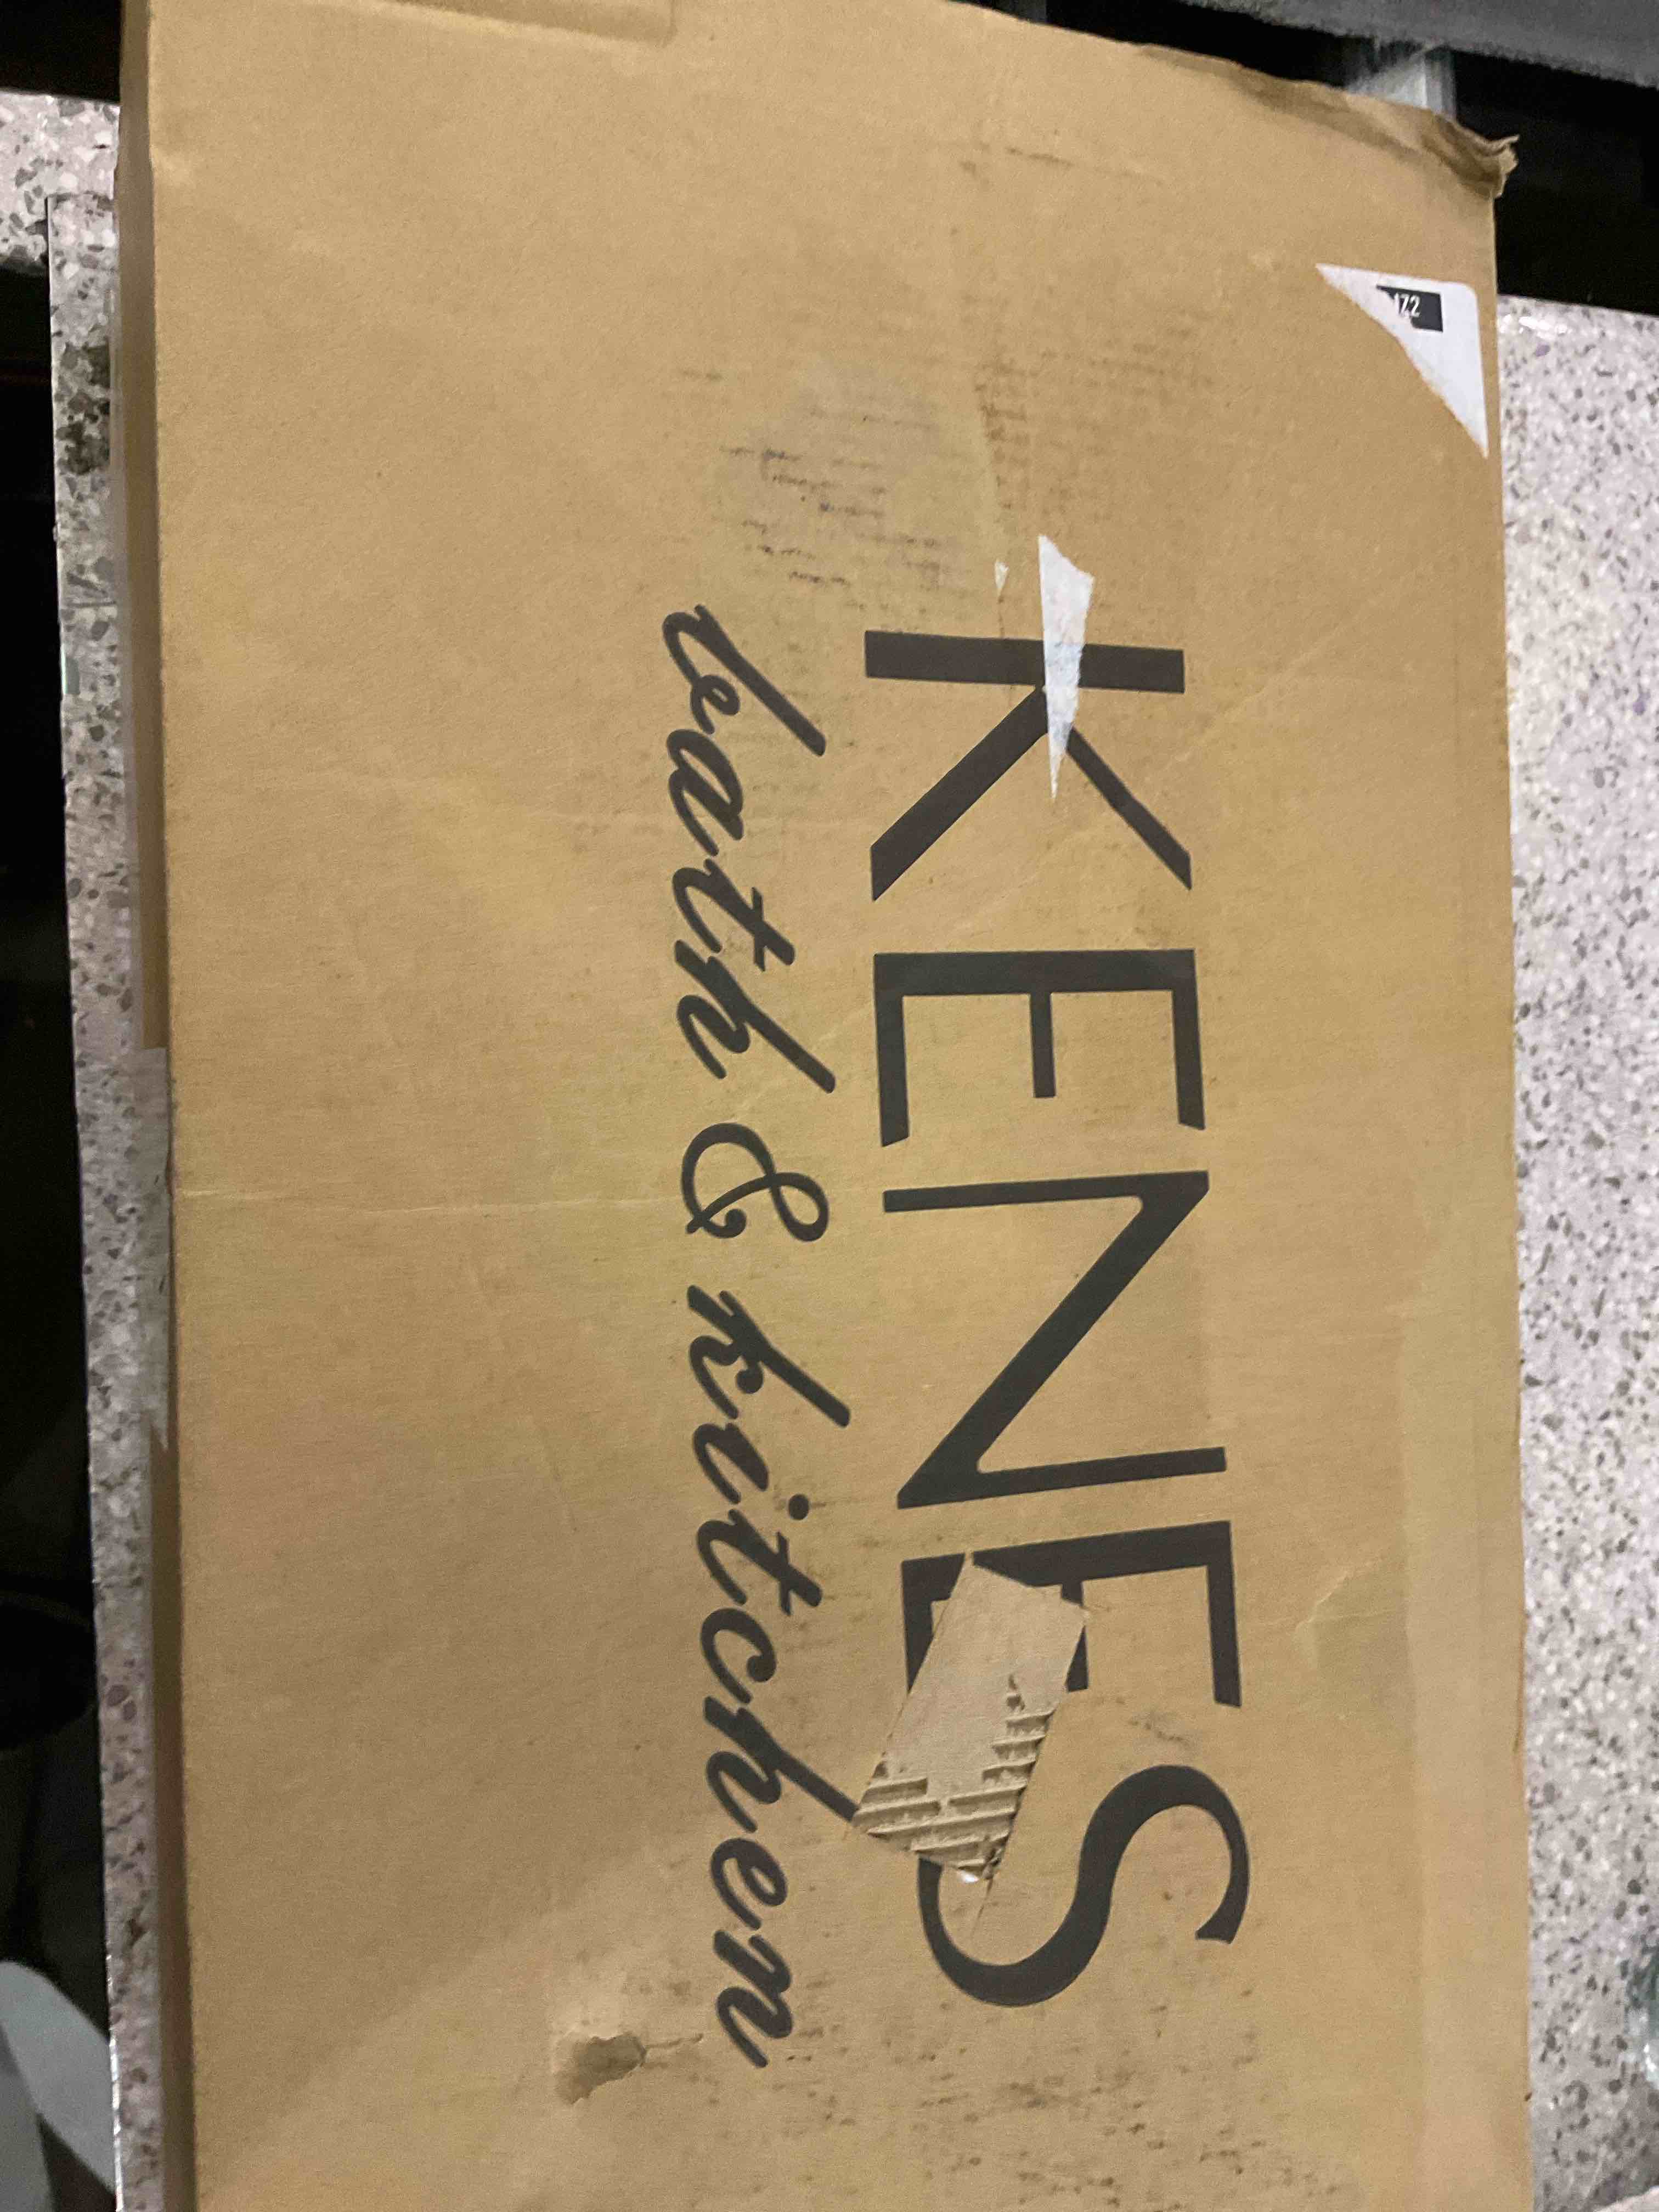 KENES
bath & kitchen